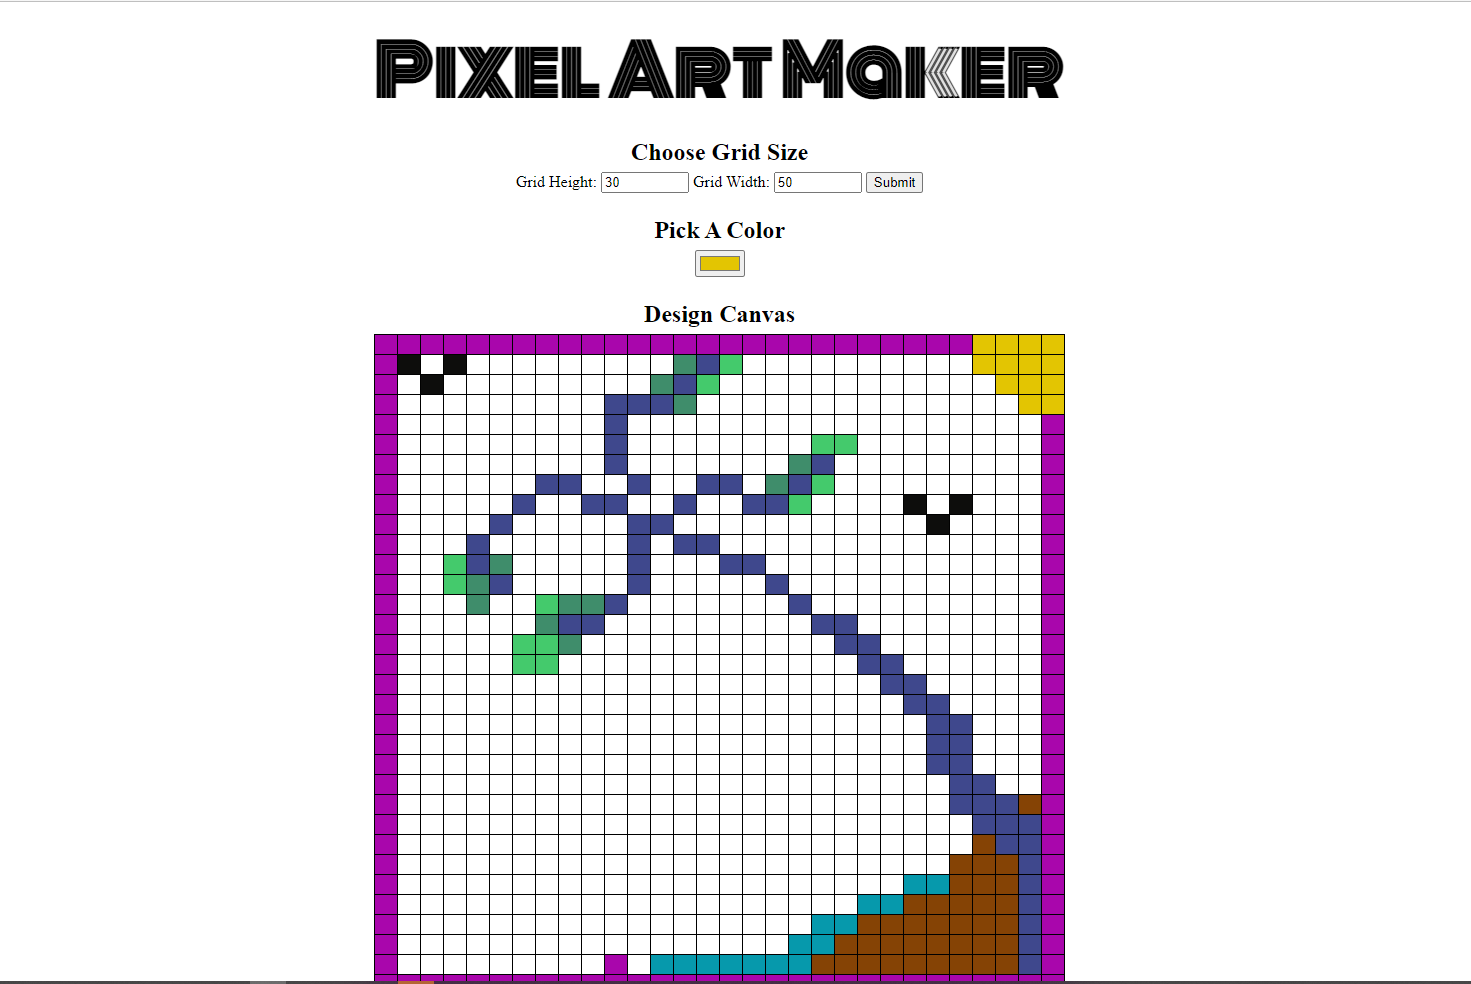 Pixel Art Maker
Choose Grid Size
Grid Height: 30 Grid Width: 50 Submit
Pick A Color
Design Canvas